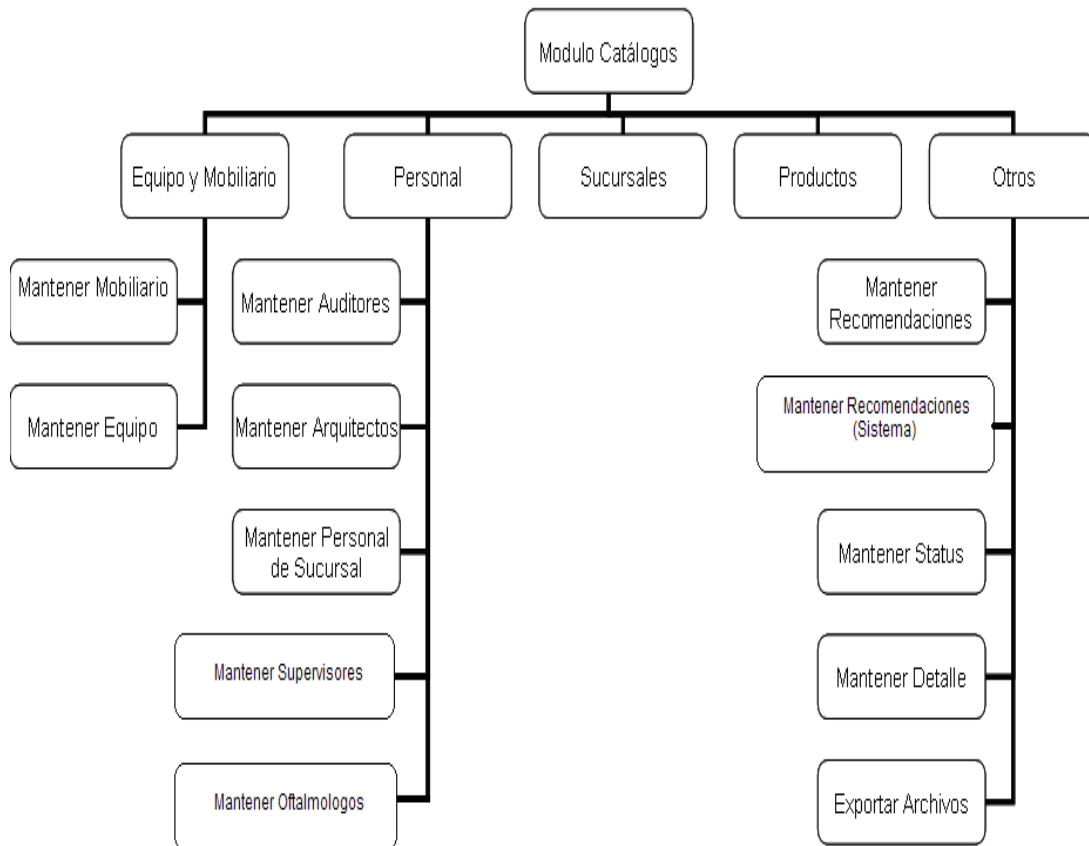 Modulo Catálogos
Equipo y Mobiliario
Personal
Sucursales
Productos
Otros
Mantener Mobiliario
Mantener Auditores
Mantener
Recomendaciones
Mantener Equipo
Mantener Arquitectos
Mantener Recomendaciones
(Sistema)
Mantener Personal
de Sucursal
Mantener Status
Mantener Supervisores
Mantener Detalle
Mantener Oftalmologos
Exportar Archivos